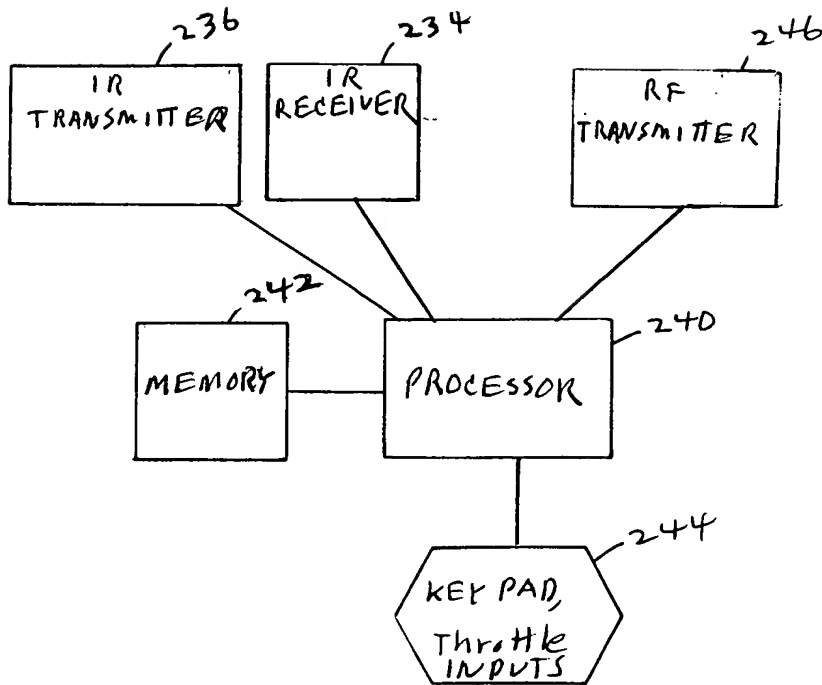 236
234
246
IR
TRANSMITTER
IR
RECEIVER
RF
TRANSMITTER
242
240
MEMORY
PROCESSOR
244
KEY PAD,
Throttle
INPUTS